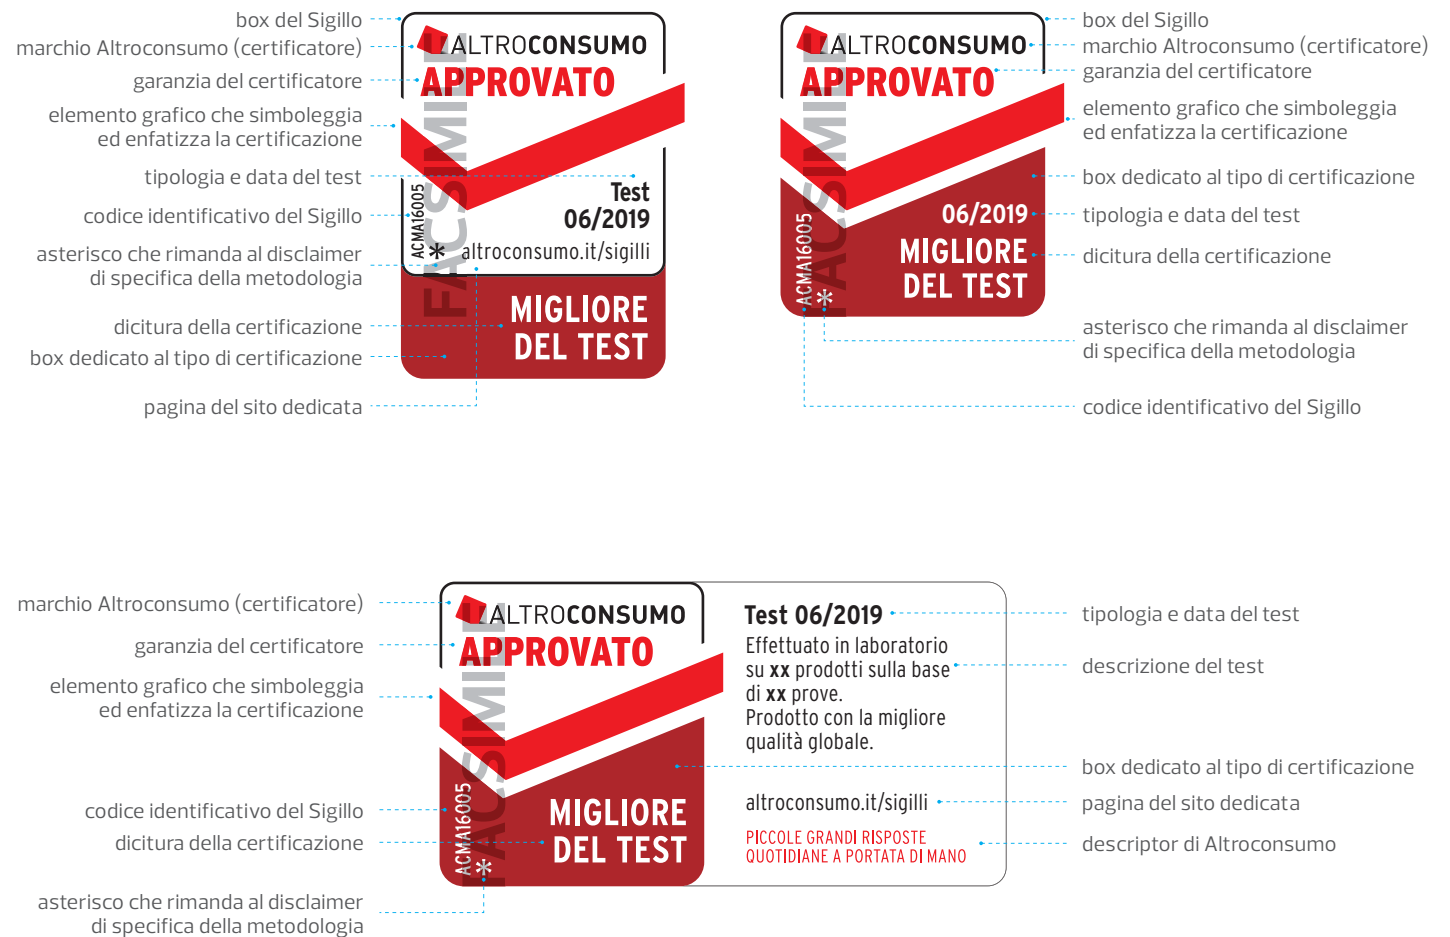 box del Sigillo
marchio Altroconsumo (certificatore)
garanzia del certificatore
elemento grafico che simboleggia
ed enfatizza la certificazione
tipologia e data del test
codice identificativo del Sigillo
asterisco che rimanda al disclaimer
di specifica della metodologia
dicitura della certificazione
box dedicato al tipo di certificazione
pagina del sito dedicata
ALTROCONSUMO
APPROVATO
FACSIMILE
Test
06/2019
ACMA16005
* altroconsumo.it/sigilli
MIGLIORE
DEL TEST
ALTROCONSUMO
APPROVATO
FACSIMILE
06/2019
MIGLIORE
DEL TEST
ACMA16005
*
box del Sigillo
marchio Altroconsumo (certificatore)
garanzia del certificatore
elemento grafico che simboleggia
ed enfatizza la certificazione
box dedicato al tipo di certificazione
tipologia e data del test
dicitura della certificazione
asterisco che rimanda al disclaimer
di specifica della metodologia
codice identificativo del Sigillo
marchio Altroconsumo (certificatore)
garanzia del certificatore
elemento grafico che simboleggia
ed enfatizza la certificazione
codice identificativo del Sigillo
dicitura della certificazione
asterisco che rimanda al disclaimer
di specifica della metodologia
ALTROCONSUMO
APPROVATO
FACSIMILE
ACMA16005
*
MIGLIORE
DEL TEST
Test 06/2019
Effettuato in laboratorio
su xx prodotti sulla base
di xx prove.
Prodotto con la migliore
qualità globale.
altroconsumo.it/sigilli
PICCOLE GRANDI RISPOSTE
QUOTIDIANE A PORTATA DI MANO
tipologia e data del test
descrizione del test
box dedicato al tipo di certificazione
pagina del sito dedicata
descriptor di Altroconsumo